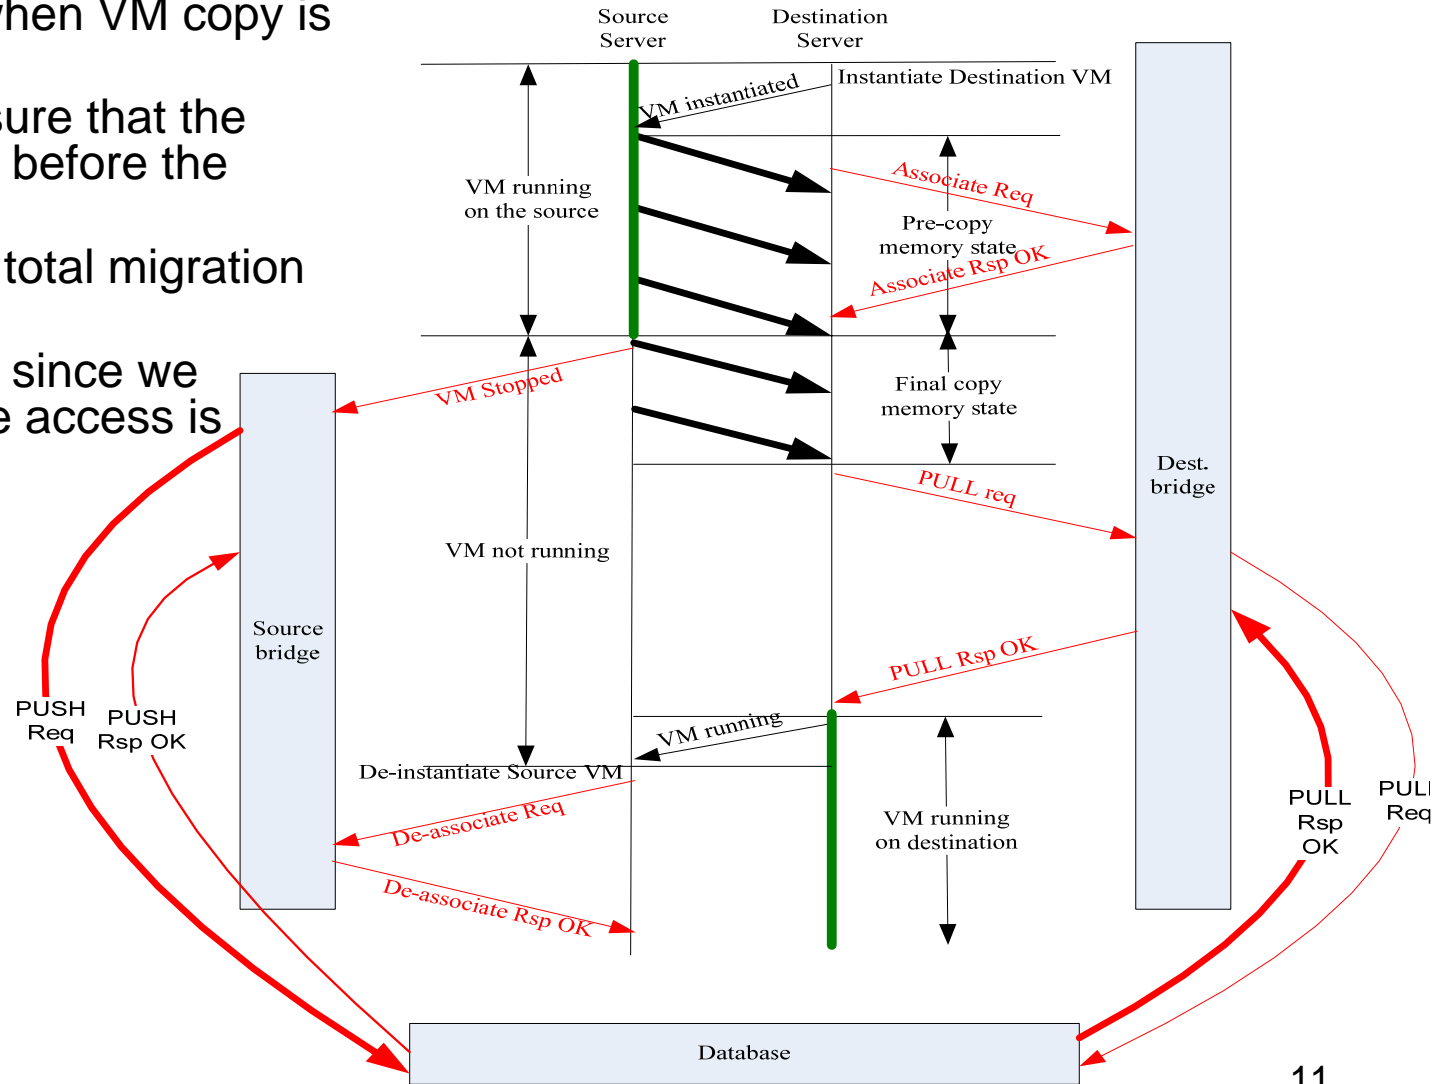 when VM copy is
sure that the
before the
total migration
since we
access is
Source
Server
Destination
Server
Instantiate Destination VM
VM instantiated
VM running
on the source
Associate Req
Pre-copy
memory state
Associate Rsp OK
VM Stopped
Final copy
memory state
Dest.
bridge
PULL req
VM not running
Source
bridge
PULL Rsp OK
PUSH
Req
PUSH
Rsp OK
VM running
De-instantiate Source VM
De-associate Req
VM running
on destination
PULL
Rsp
OK
PULL
Req
De-associate Rsp OK
Database
11